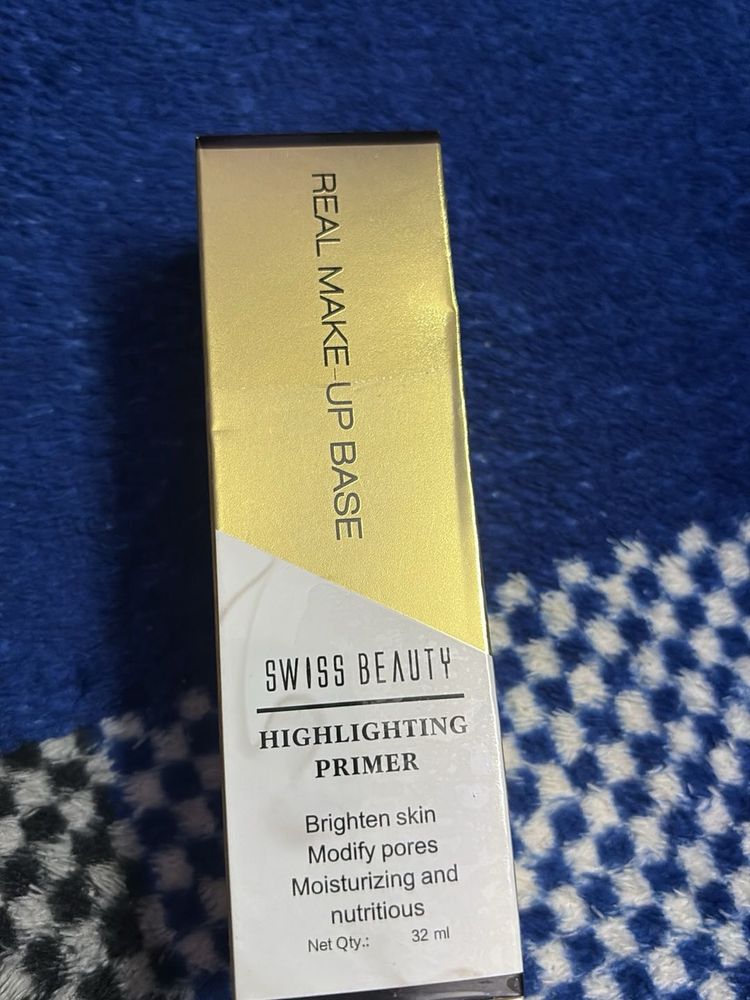 REAL MAKE-UP BASE
SWISS BEAUTY
HIGHLIGHTING
PRIMER
Brighten skin
Modify pores
Moisturizing and
nutritious
Net Qty.: 32 ml